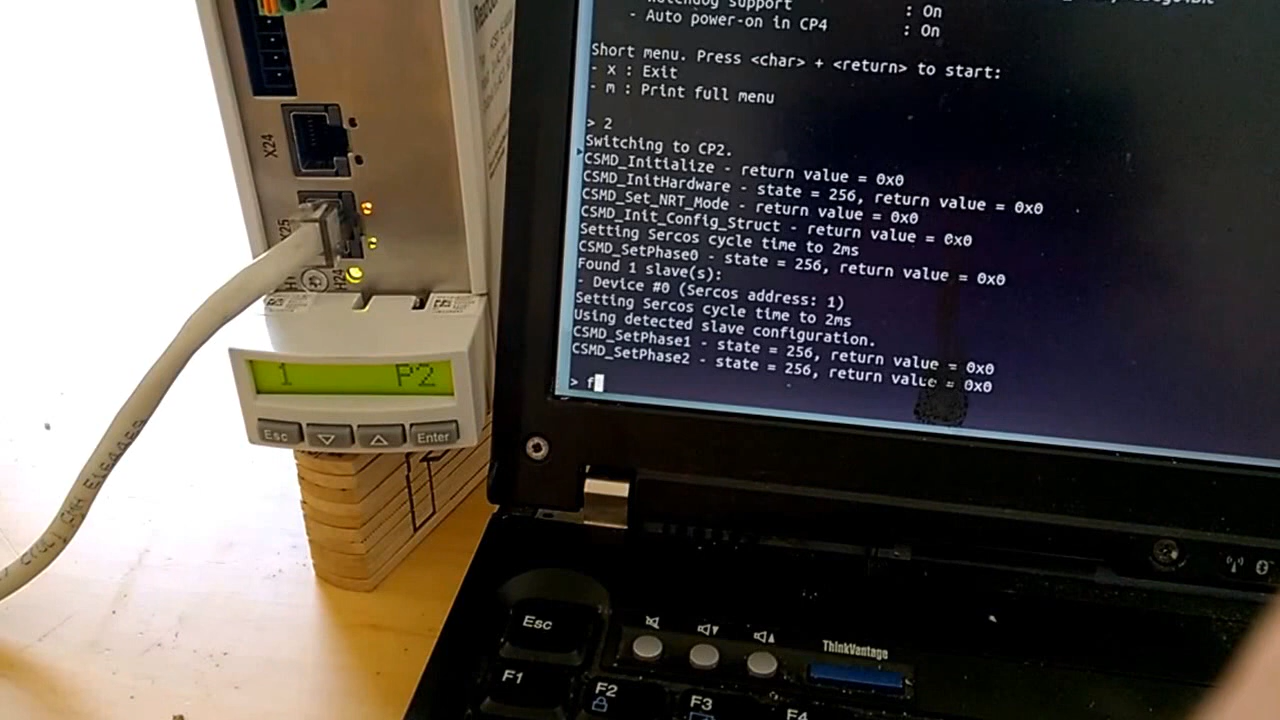 X24
X25
H24
1 P2
Esc
Enter
support : On
- Auto power-on in CP4 : On
Short menu. Press <char> + <return> to start:
- x : Exit
- m : Print full menu
> 2
Switching to CP2.
CSMD_Initialize - return value = 0x0
CSMD_InitHardware - state = 256, return value = 0x0
CSMD_Set_NRT_Mode - return value = 0x0
CSMD_Init_Config_Struct - return value = 0x0
Setting Sercos cycle time to 2ms
CSMD_SetPhase0 - state = 256, return value = 0x0
Found 1 slave(s):
- Device #0 (Sercos address: 1)
Setting Sercos cycle time to 2ms
Using detected slave configuration.
CSMD_SetPhase1 - state = 256, return value = 0x0
CSMD_SetPhase2 - state = 256, return value = 0x0
> f
Esc
ThinkVantage
F1
F2
F3
F4